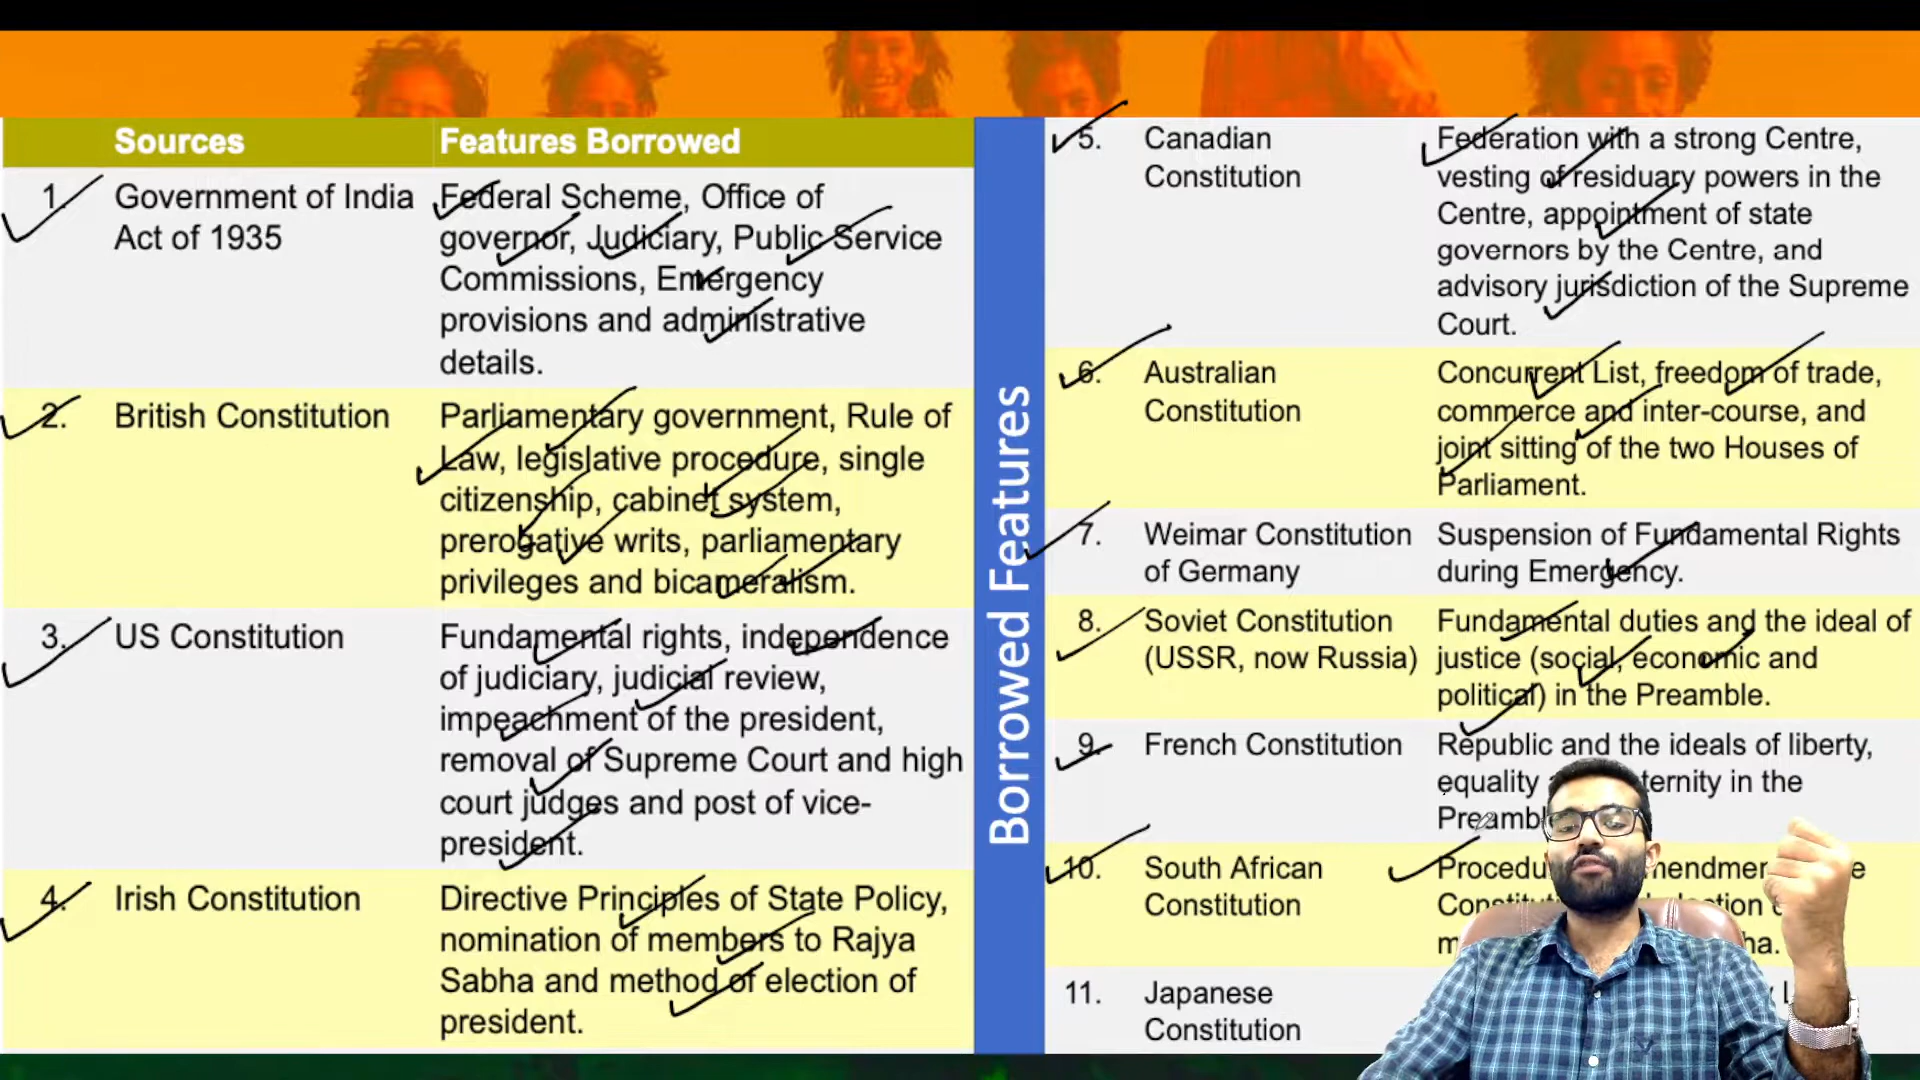 Sources Features Borrowed
1. Government of India Federal Scheme, Office of
Act of 1935 governor, Judiciary, Public Service
Commissions, Emergency
provisions and administrative
details.
2. British Constitution Parliamentary government, Rule of
Law, legislative procedure, single
citizenship, cabinet system,
prerogative writs, parliamentary
privileges and bicameralism.
3. US Constitution Fundamental rights, independence
of judiciary, judicial review,
impeachment of the president,
removal of Supreme Court and high
court judges and post of vice-
president.
4. Irish Constitution Directive Principles of State Policy,
nomination of members to Rajya
Sabha and method of election of
president.
Borrowed Features
5. Canadian Federation with a strong Centre,
Constitution vesting of residuary powers in the
Centre, appointment of state
governors by the Centre, and
advisory jurisdiction of the Supreme
Court.
6. Australian Concurrent List, freedom of trade,
Constitution commerce and inter-course, and
joint sitting of the two Houses of
Parliament.
7. Weimar Constitution Suspension of Fundamental Rights
of Germany during Emergency.
8. Soviet Constitution Fundamental duties and the ideal of
(USSR, now Russia) justice (social, economic and
political) in the Preamble.
9. French Constitution Republic and the ideals of liberty,
equality in the
10. South African
Constitution
11. Japanese
Constitution